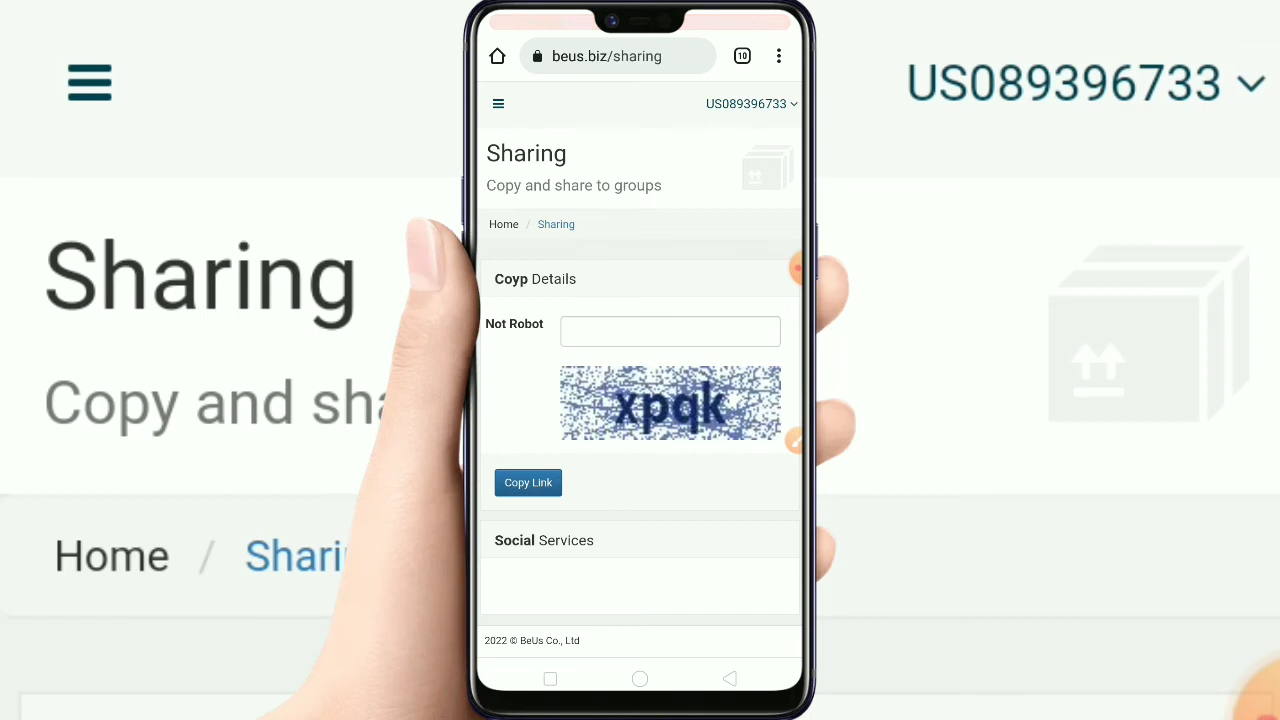 US089396733
Sharing
Copy and sha
Home / Shari
10
beus.biz/sharing
US089396733
Sharing
Copy and share to groups
Home / Sharing
Coyp Details
Not Robot
xpqk
Copy Link
Social Services
2022 © BeUs Co., Ltd